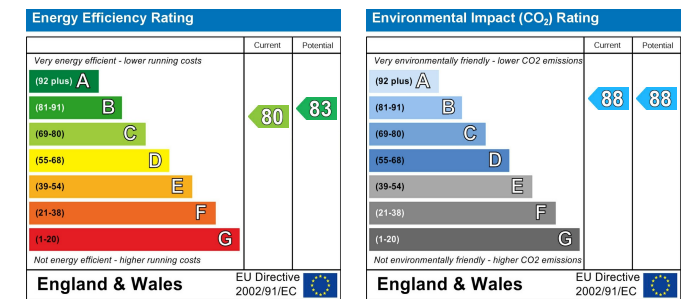 Energy Efficiency Rating
Current Potential
Very energy efficient - lower running costs
(92 plus) A
(81-91) B
(69-80) C
(55-68) D
(39-54) E
(21-38) F
(1-20) G
80
83
Not energy efficient - higher running costs
England & Wales
EU Directive
2002/91/EC
Environmental Impact (CO₂) Rating
Current Potential
Very environmentally friendly - lower CO2 emissions
(92 plus) A
(81-91) B
(69-80) C
(55-68) D
(39-54) E
(21-38) F
(1-20) G
88
88
Not environmentally friendly - higher CO2 emissions
England & Wales
EU Directive
2002/91/EC